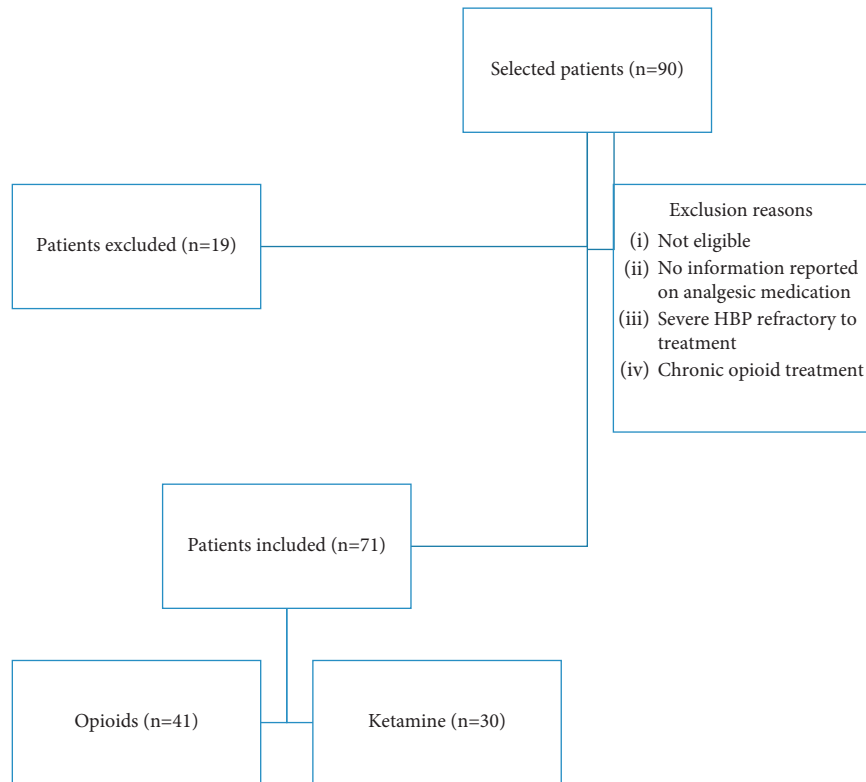 Selected patients (n=90)
Patients excluded (n=19)
Exclusion reasons
(i) Not eligible
(ii) No information reported
on analgesic medication
(iii) Severe HBP refractory to
treatment
(iv) Chronic opioid treatment
Patients included (n=71)
Opioids (n=41)
Ketamine (n=30)